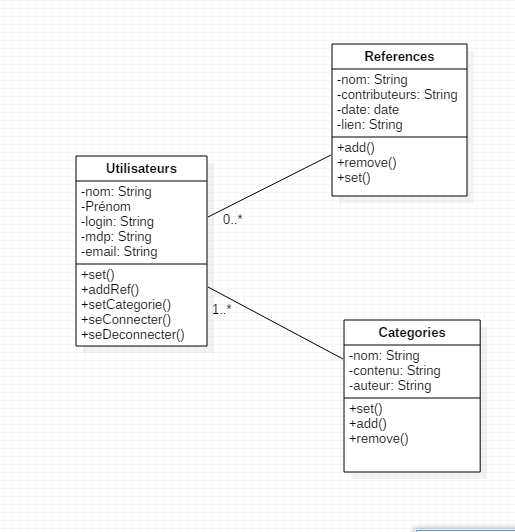 References
-nom: String
-contributeurs: String
-date: date
-lien: String
+add()
+remove()
+set()
Utilisateurs
-nom: String
-Prénom
-login: String
-mdp: String
-email: String
+set()
+addRef()
+setCategorie()
+seConnecter()
+seDeconnecter()
0..*
1..*
Categories
-nom: String
-contenu: String
-auteur: String
+set()
+add()
+remove()